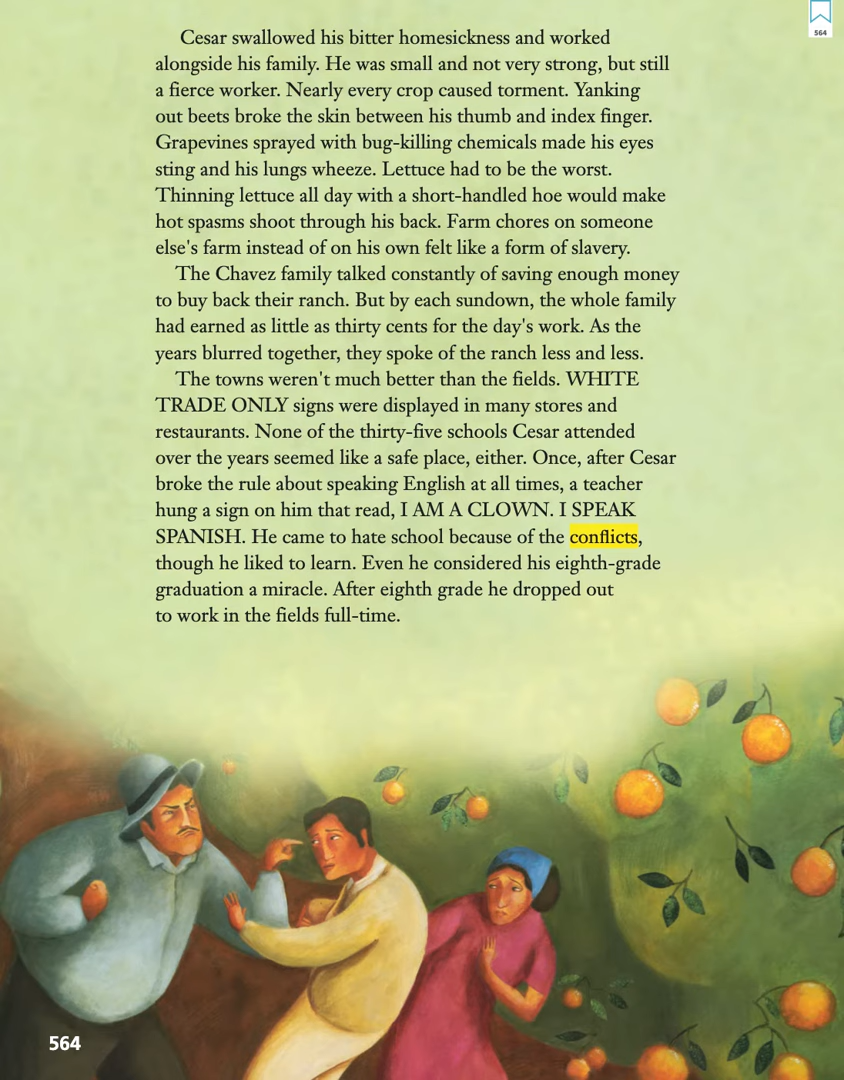 564
Cesar swallowed his bitter homesickness and worked
alongside his family. He was small and not very strong, but still
a fierce worker. Nearly every crop caused torment. Yanking
out beets broke the skin between his thumb and index finger.
Grapevines sprayed with bug-killing chemicals made his eyes
sting and his lungs wheeze. Lettuce had to be the worst.
Thinning lettuce all day with a short-handled hoe would make
hot spasms shoot through his back. Farm chores on someone
else's farm instead of on his own felt like a form of slavery.
The Chavez family talked constantly of saving enough money
to buy back their ranch. But by each sundown, the whole family
had earned as little as thirty cents for the day's work. As the
years blurred together, they spoke of the ranch less and less.
The towns weren't much better than the fields. WHITE
TRADE ONLY signs were displayed in many stores and
restaurants. None of the thirty-five schools Cesar attended
over the years seemed like a safe place, either. Once, after Cesar
broke the rule about speaking English at all times, a teacher
hung a sign on him that read, I AM A CLOWN. I SPEAK
SPANISH. He came to hate school because of the conflicts,
though he liked to learn. Even he considered his eighth-grade
graduation a miracle. After eighth grade he dropped out
to work in the fields full-time.
564